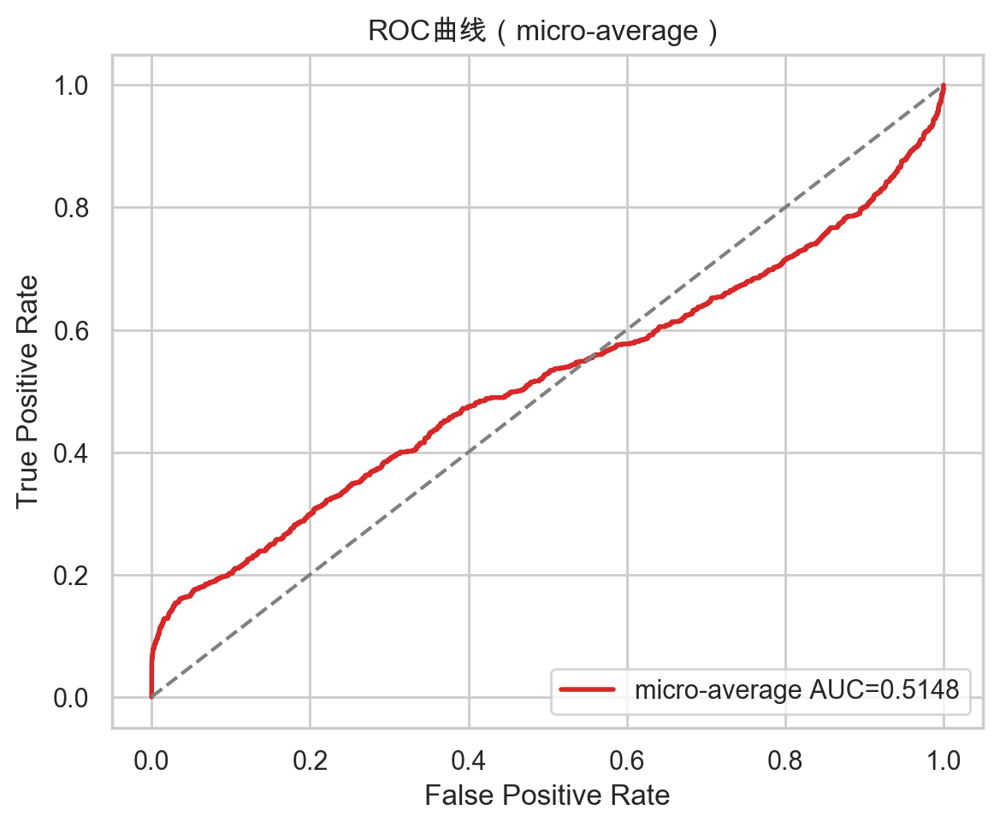 ROC曲线（micro-average）
True Positive Rate
1.0
0.8
0.6
0.4
0.2
0.0
micro-average AUC=0.5148
0.0 0.2 0.4 0.6 0.8 1.0
False Positive Rate